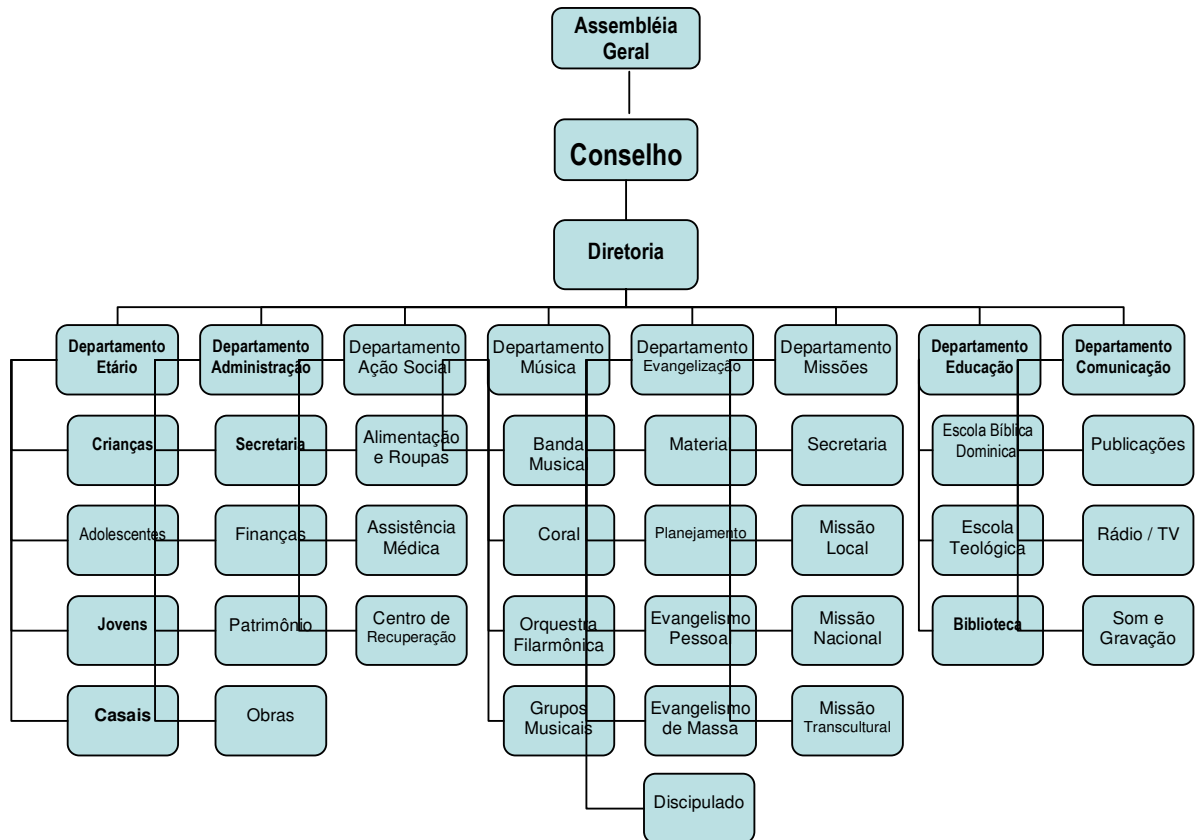 Assembléia
Geral
Conselho
Diretoria
Departamento
Etário
Departamento
Administração
Departamento
Ação Social
Departamento
Música
Departamento
Evangelização
Departamento
Missões
Departamento
Educação
Departamento
Comunicação
Crianças
Secretaria
Alimentação
e Roupas
Banda
Musica
Materia
Secretaria
Escola Bíblica
Dominica
Publicações
Adolescentes
Finanças
Assistência
Médica
Coral
Planejamento
Missão
Local
Escola
Teológica
Rádio / TV
Jovens
Patrimônio
Centro de
Recuperação
Orquestra
Filarmônica
Evangelismo
Pessoa
Missão
Nacional
Biblioteca
Som e
Gravação
Casais
Obras
Grupos
Musicais
Evangelismo
de Massa
Missão
Transcultural
Discipulado